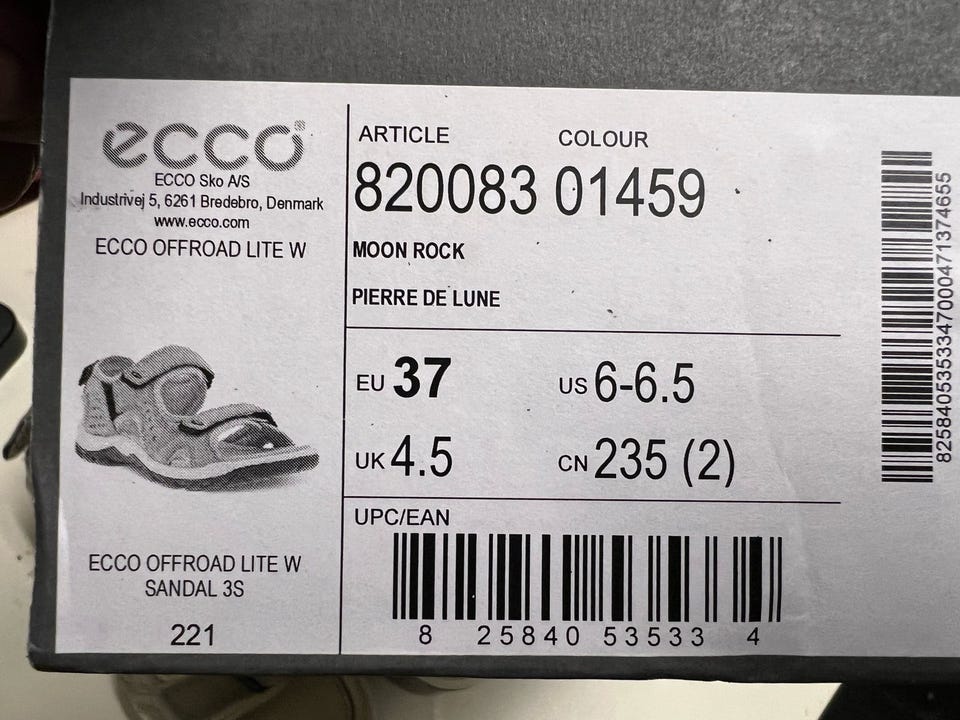 ecco
ECCO Sko A/S
Industrivej 5, 6261 Bredebro, Denmark
www.ecco.com
ECCO OFFROAD LITE W
ECCO OFFROAD LITE W
SANDAL 3S
221
ARTICLE COLOUR
820083 01459
MOON ROCK
PIERRE DE LUNE
EU 37 US 6-6.5
UK 4.5 CN 235 (2)
UPC/EAN
8 25840 53533 4
82584053533470004713746​55